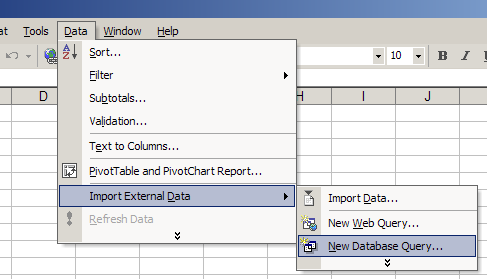 at Tools Data Window Help
Sort...
10 B I
Filter
Subtotals...
D H I J
Validation...
Text to Columns...
PivotTable and PivotChart Report...
Import External Data
Import Data...
Refresh Data
New Web Query...
New Database Query...